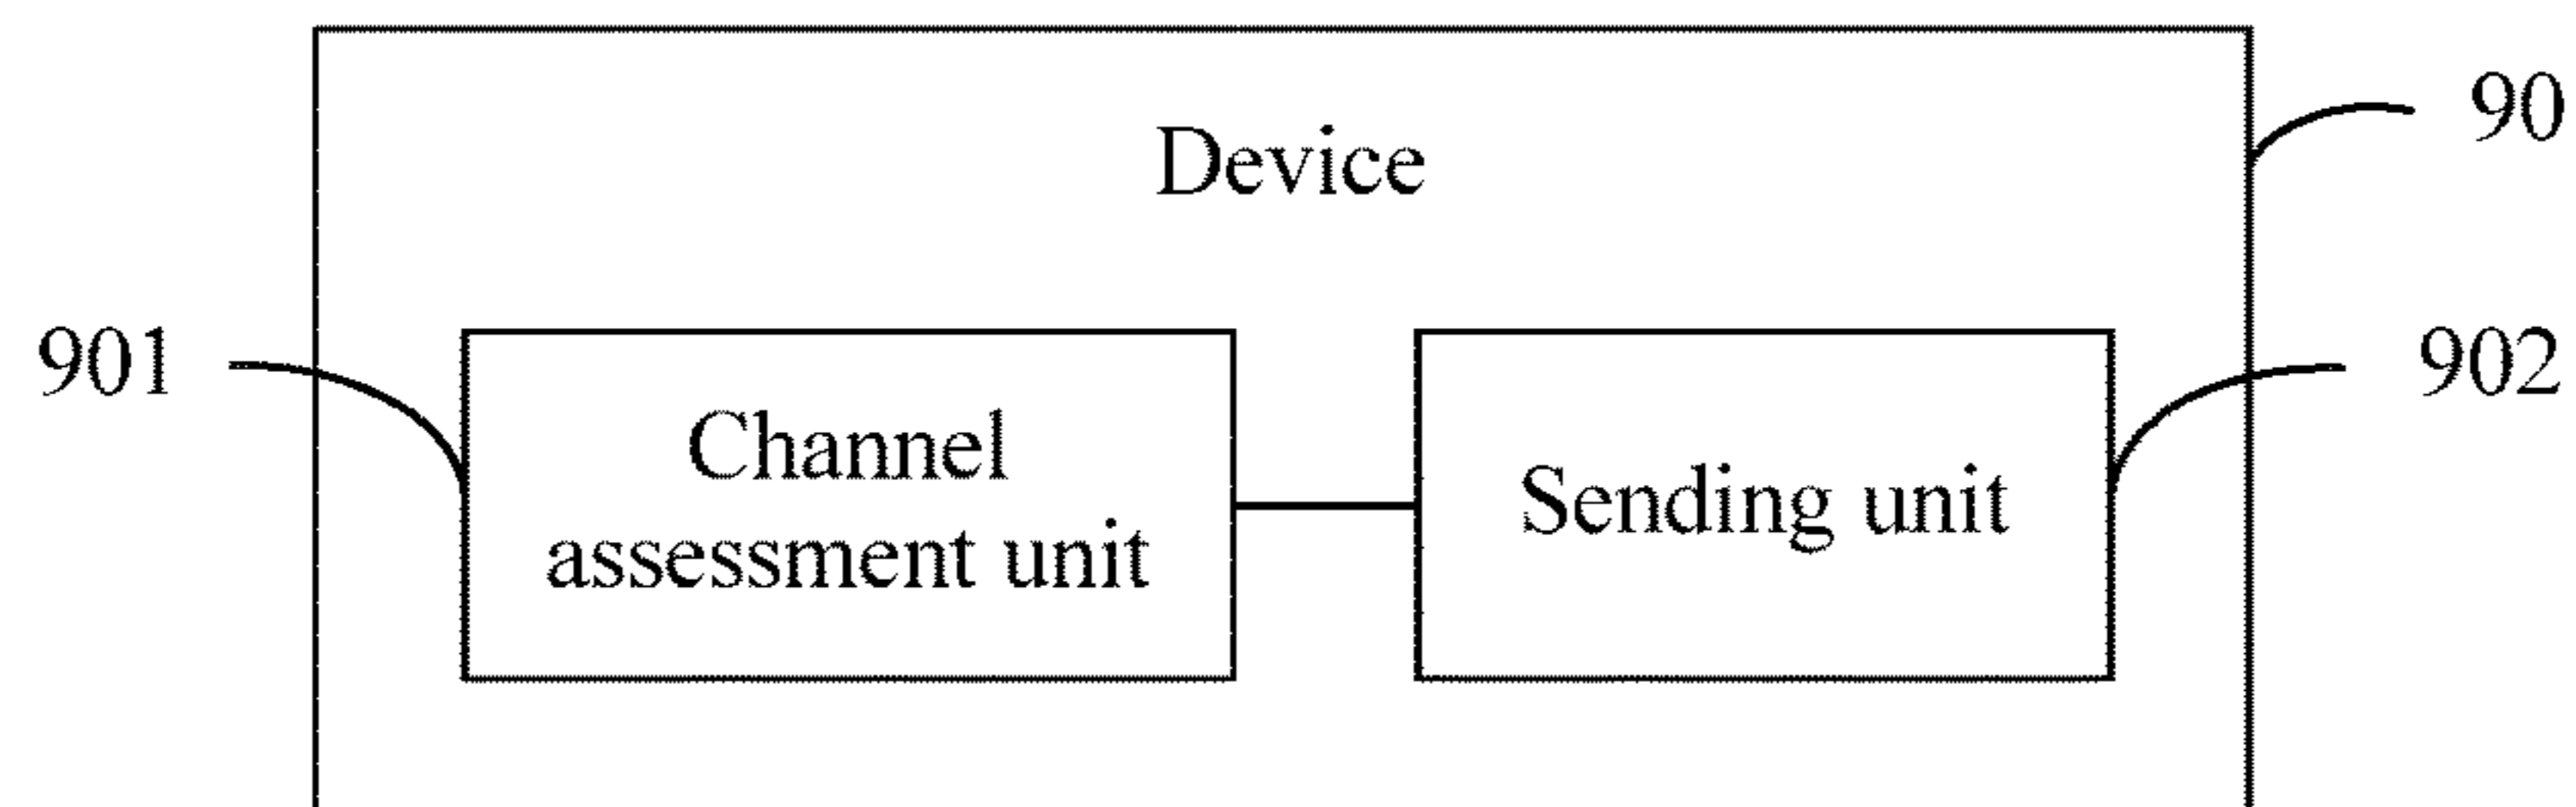 Device
90
901
Channel
assessment unit
Sending unit
902